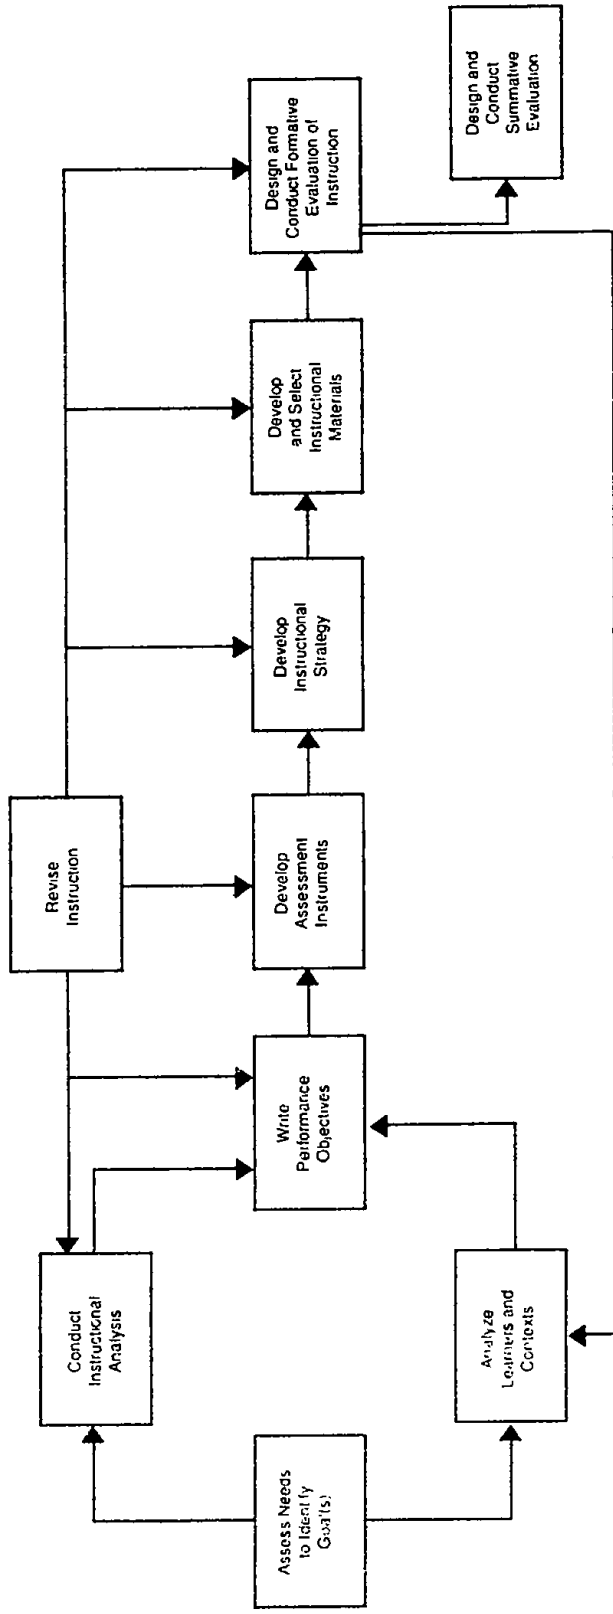 Assess Needs
to Identify
Goal(s)
Conduct
Instructional
Analysis
Analyze
Learners and
Contexts
Write
Performance
Objectives
Revise
Instruction
Develop
Assessment
Instruments
Develop
Instructional
Strategy
Develop
and Select
Instructional
Materials
Design and
Conduct Formative
Evaluation of
Instruction
Design and
Conduct
Summative
Evaluation